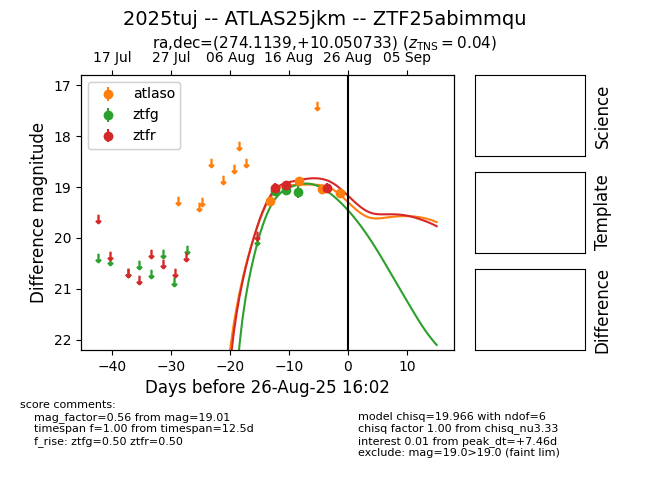 2025tuj -- ATLAS25jkm -- ZTF25abimmqu
ra,dec=(274.1139,+10.050733) (z_TNS = 0.04)
17 Jul 27 Jul 06 Aug 16 Aug 26 Aug 05 Sep
atlaso
ztfg
ztfr
17
18
19
20
21
22
Difference magnitude
−40 −30 −20 −10 0 10
Days before 26-Aug-25 16:02
Science
Template
Difference
score comments:
mag_factor=0.56 from mag=19.01
timespan f=1.00 from timespan=12.5d
f_rise: ztfg=0.50 ztfr=0.50
model chisq=19.966 with ndof=6
chisq factor 1.00 from chisq_nu3.33
interest 0.01 from peak_dt=+7.46d
exclude: mag=19.0>19.0 (faint lim)